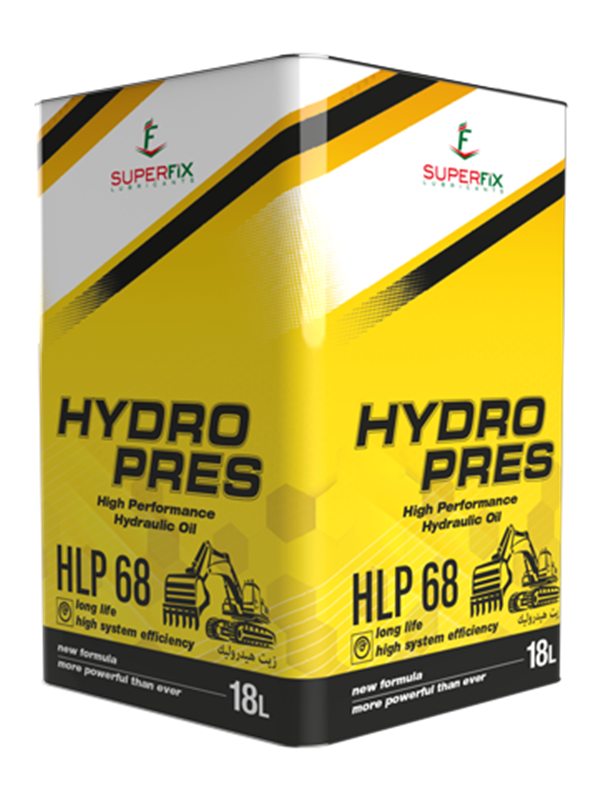 SUPERFIX
LUBRICANTS
HYDRO
PRES
High Performance
Hydraulic Oil
HLP 68
long life
high system efficiency
زيت هيدروليك
new formula
more powerful than ever
18L
SUPERFIX
LUBRICANTS
HYDRO
PRES
High Performance
Hydraulic Oil
HLP 68
long life
high system efficiency
زيت هيدروليك
new formula
more powerful than ever
18L